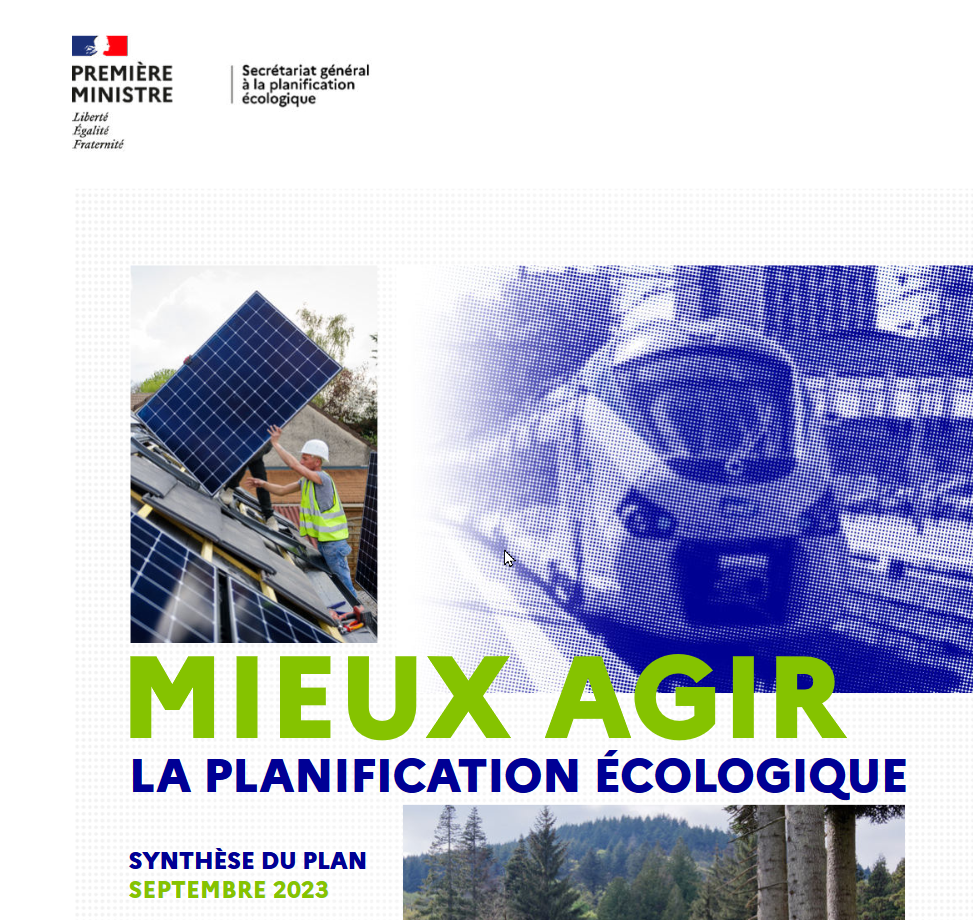 PREMIÈRE
MINISTRE
Liberté
Égalité
Fraternité
Secrétariat général
à la planification
écologique
MIEUX AGIR
LA PLANIFICATION ÉCOLOGIQUE
SYNTHÈSE DU PLAN
SEPTEMBRE 2023